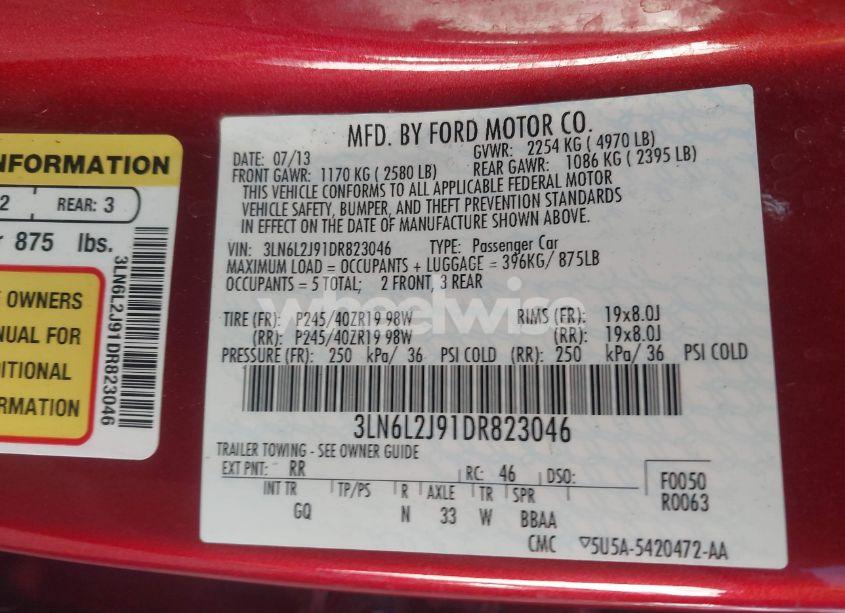 INFORMATION
2 REAR: 3
875 lbs.
OWNERS
NUAL FOR
DITIONAL
ORMATION
3LN6L2J91DR823046
MFD. BY FORD MOTOR CO.
DATE: 07/13 GVWR: 2254 KG ( 4970 LB)
FRONT GAWR: 1170 KG ( 2580 LB) REAR GAWR: 1086 KG ( 2395 LB)
THIS VEHICLE CONFORMS TO ALL APPLICABLE FEDERAL MOTOR
VEHICLE SAFETY, BUMPER, AND THEFT PREVENTION STANDARDS
IN EFFECT ON THE DATE OF MANUFACTURE SHOWN ABOVE.
VIN: 3LN6L2J91DR823046 TYPE: Passenger Car
MAXIMUM LOAD = OCCUPANTS + LUGGAGE = 396KG/ 875LB
OCCUPANTS = 5 TOTAL; 2 FRONT, 3 REAR
wheelwise
TIRE (FR): P245/40ZR19 98W RIMS (FR): 19x8.0J
(RR): P245/40ZR19 98W (RR): 19x8.0J
PRESSURE (FR): 250 kPa/ 36 PSI COLD (RR): 250 kPa/ 36 PSI COLD
3LN6L2J91DR823046
TRAILER TOWING - SEE OWNER GUIDE
EXT PNT: RR RC: 46 DSO: F0050
R0063
INT TR TP/PS R AXLE TR SPR
GQ N 33 W BBAA
CMC ▽5U5A-5420472-AA